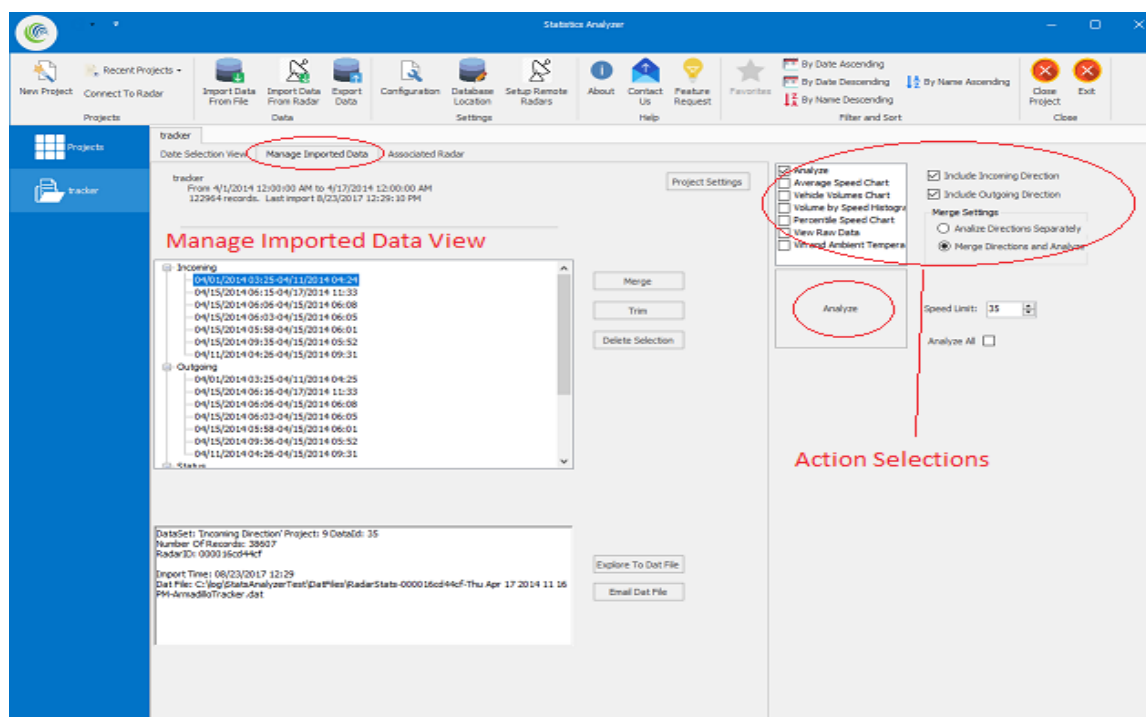 Statistics Analyzer
New Project
Recent Projects
Connect To Radar
Projects
Import Data From File
Import Data From Radar
Export Data
Data
Configuration
Database Location
Setup Remote Radars
Settings
About
Contact Us
Feature Request
Help
Favorites
By Date Ascending
By Date Descending
By Name Descending
By Name Ascending
Filter and Sort
Close Project
Exit
Close
Projects
tracker
tracker
Date Selection View
Manage Imported Data
Associated Radar
tracker
From 4/1/2014 12:00:00 AM to 4/17/2014 12:00:00 AM
122964 records. Last import 8/23/2017 12:29:10 PM
Project Settings
Manage Imported Data View
Incoming
04/01/2014 03:25-04/11/2014 04:24
04/15/2014 06:15-04/17/2014 11:33
04/15/2014 06:06-04/15/2014 06:08
04/15/2014 06:03-04/15/2014 06:05
04/15/2014 05:58-04/15/2014 06:01
04/15/2014 09:35-04/15/2014 05:52
04/11/2014 04:26-04/15/2014 09:31
Outgoing
04/01/2014 03:25-04/11/2014 04:25
04/15/2014 06:16-04/17/2014 11:33
04/15/2014 06:06-04/15/2014 06:08
04/15/2014 06:03-04/15/2014 06:05
04/15/2014 05:58-04/15/2014 06:01
04/15/2014 09:36-04/15/2014 05:52
04/11/2014 04:26-04/15/2014 09:31
Status
Merge
Trim
Delete Selection
DataSet: 'Incoming Direction' Project: 9 DataId: 35
Number Of Records: 38607
RadarID: 000016cd44cf
Import Time: 08/23/2017 12:29
Dat File: C:\log\StatsAnalyzerTest\DatFiles\RadarStats-000016cd44cf-Thu Apr 17 2014 11 16
PM-ArmadilloTracker.dat
Explore To Dat File
Email Dat File
Analyze
Average Speed Chart
Vehicle Volumes Chart
Volume by Speed Histogra
Percentile Speed Chart
View Raw Data
Volt and Ambient Tempera
Include Incoming Direction
Include Outgoing Direction
Merge Settings
Analize Directions Separately
Merge Directions and Analyze
Analyze
Speed Limit: 35
Analyze All
Action Selections